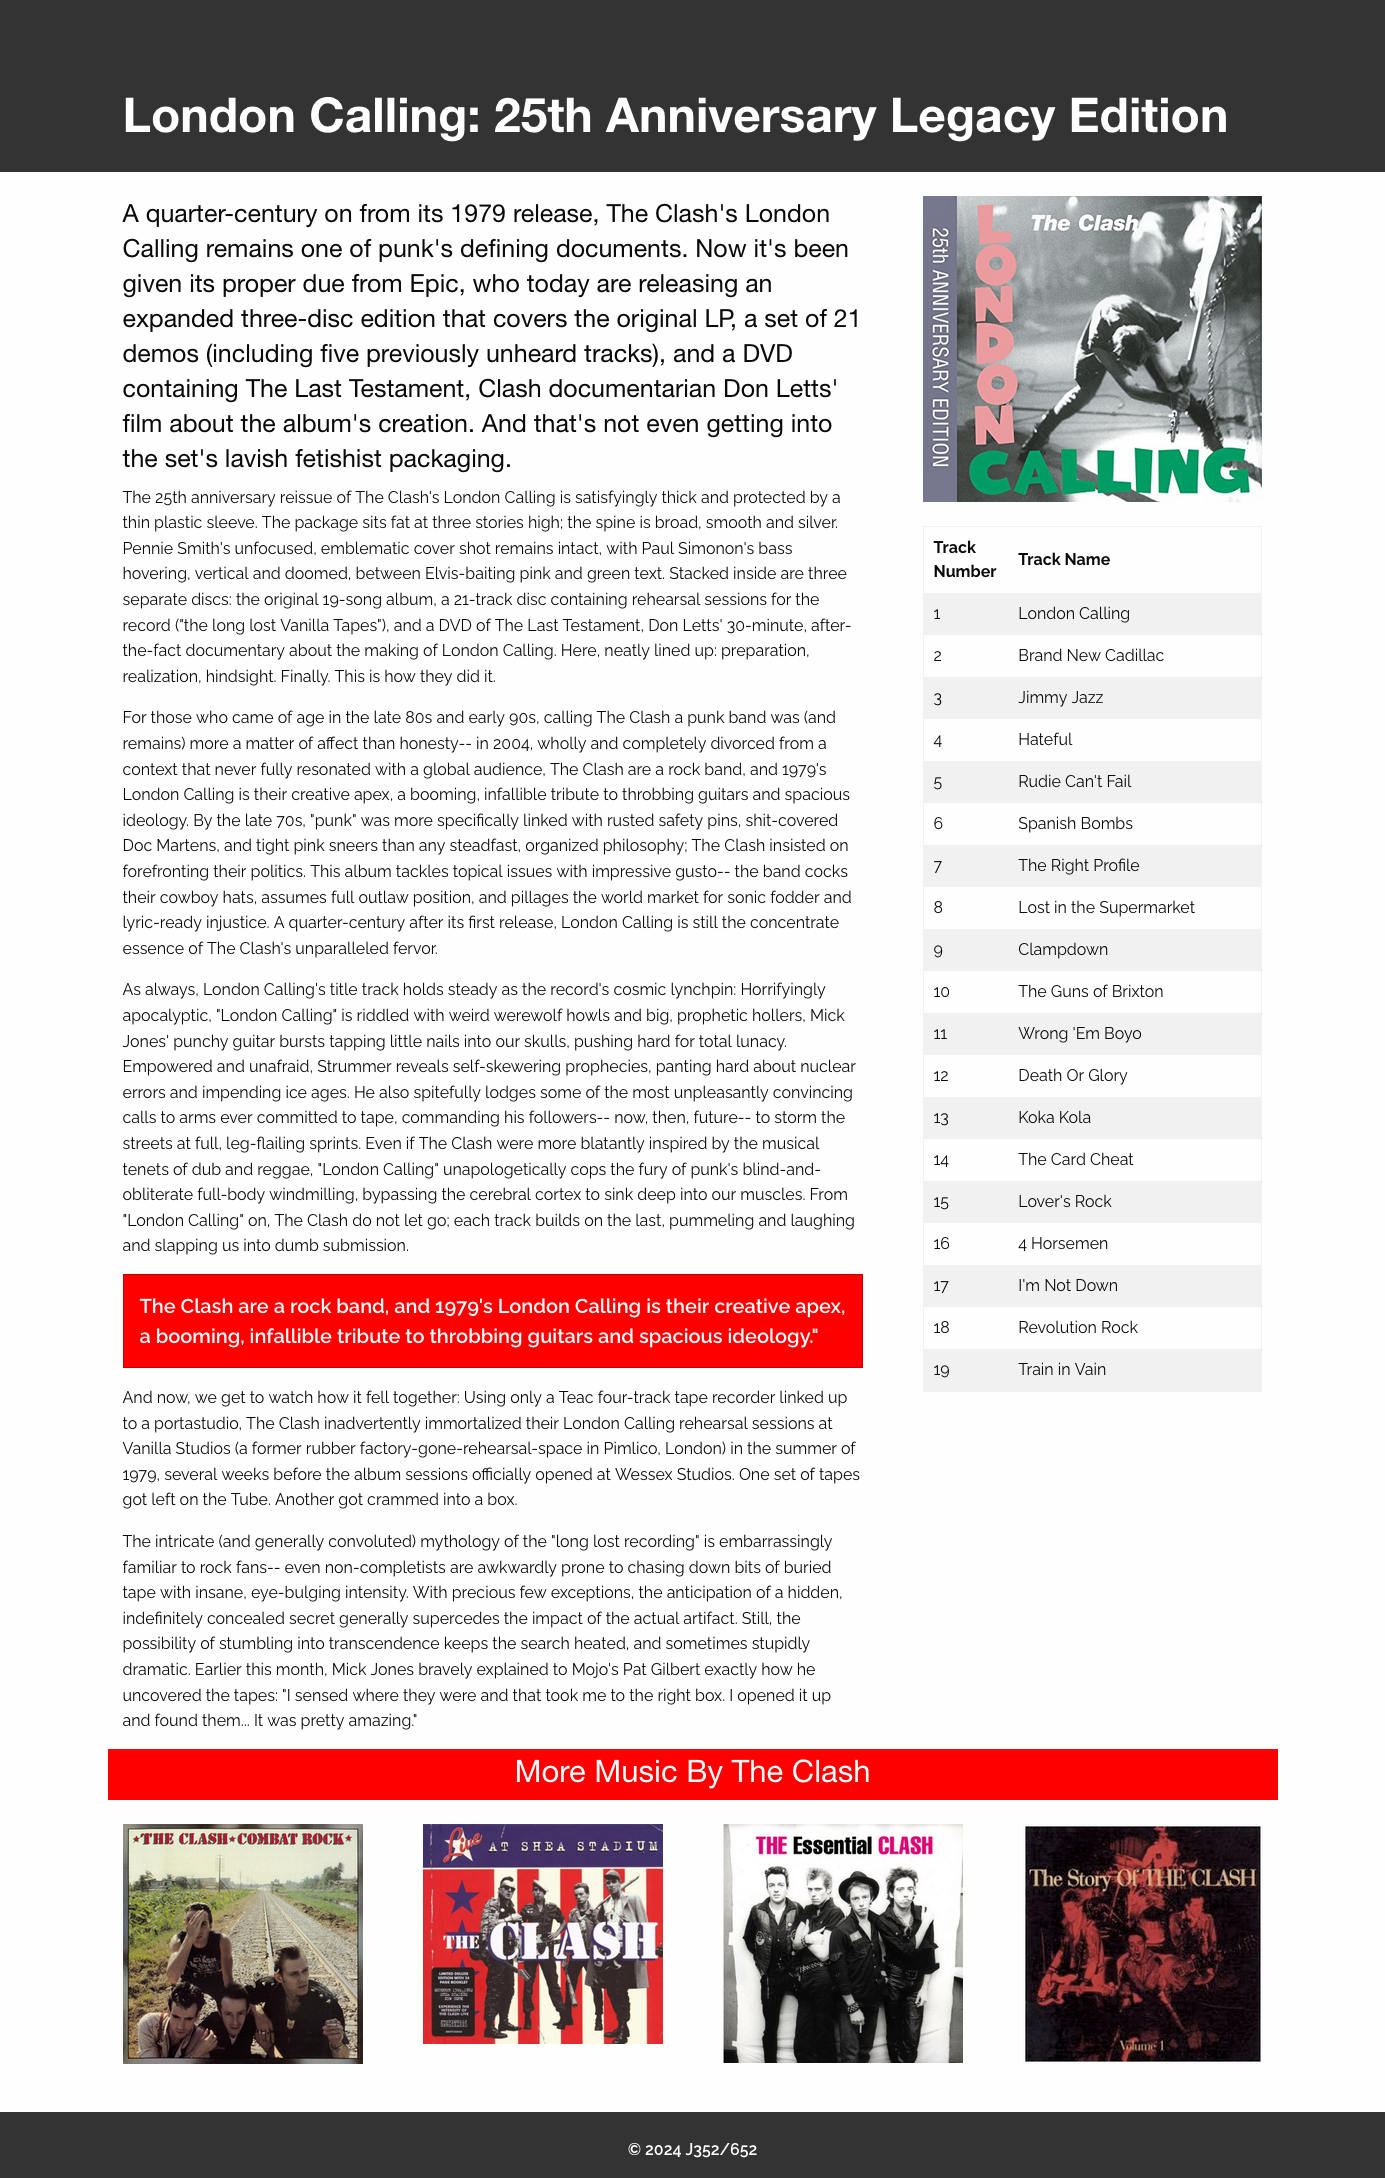 London Calling: 25th Anniversary Legacy Edition
A quarter-century on from its 1979 release, The Clash's London
Calling remains one of punk's defining documents. Now it's been
given its proper due from Epic, who today are releasing an
expanded three-disc edition that covers the original LP, a set of 21
demos (including five previously unheard tracks), and a DVD
containing The Last Testament, Clash documentarian Don Letts'
film about the album's creation. And that's not even getting into
the set's lavish fetishist packaging.
The 25th anniversary reissue of The Clash's London Calling is satisfyingly thick and protected by a
thin plastic sleeve. The package sits fat at three stories high; the spine is broad, smooth and silver.
Pennie Smith's unfocused, emblematic cover shot remains intact, with Paul Simonon's bass
hovering, vertical and doomed, between Elvis-baiting pink and green text. Stacked inside are three
separate discs: the original 19-song album, a 21-track disc containing rehearsal sessions for the
record ("the long lost Vanilla Tapes"), and a DVD of The Last Testament, Don Letts' 30-minute, after-
the-fact documentary about the making of London Calling. Here, neatly lined up: preparation,
realization, hindsight. Finally. This is how they did it.
For those who came of age in the late 80s and early 90s, calling The Clash a punk band was (and
remains) more a matter of affect than honesty-- in 2004, wholly and completely divorced from a
context that never fully resonated with a global audience, The Clash are a rock band, and 1979's
London Calling is their creative apex, a booming, infallible tribute to throbbing guitars and spacious
ideology. By the late 70s, "punk" was more specifically linked with rusted safety pins, shit-covered
Doc Martens, and tight pink sneers than any steadfast, organized philosophy; The Clash insisted on
forefronting their politics. This album tackles topical issues with impressive gusto-- the band cocks
their cowboy hats, assumes full outlaw position, and pillages the world market for sonic fodder and
lyric-ready injustice. A quarter-century after its first release, London Calling is still the concentrate
essence of The Clash's unparalleled fervor.
As always, London Calling's title track holds steady as the record's cosmic lynchpin: Horrifyingly
apocalyptic, "London Calling" is riddled with weird werewolf howls and big, prophetic hollers, Mick
Jones' punchy guitar bursts tapping little nails into our skulls, pushing hard for total lunacy.
Empowered and unafraid, Strummer reveals self-skewering prophecies, panting hard about nuclear
errors and impending ice ages. He also spitefully lodges some of the most unpleasantly convincing
calls to arms ever committed to tape, commanding his followers-- now, then, future-- to storm the
streets at full, leg-flailing sprints. Even if The Clash were more blatantly inspired by the musical
tenets of dub and reggae, "London Calling" unapologetically cops the fury of punk's blind-and-
obliterate full-body windmilling, bypassing the cerebral cortex to sink deep into our muscles. From
"London Calling" on, The Clash do not let go; each track builds on the last, pummeling and laughing
and slapping us into dumb submission.
The Clash are a rock band, and 1979's London Calling is their creative apex,
a booming, infallible tribute to throbbing guitars and spacious ideology."
And now, we get to watch how it fell together: Using only a Teac four-track tape recorder linked up
to a portastudio, The Clash inadvertently immortalized their London Calling rehearsal sessions at
Vanilla Studios (a former rubber factory-gone-rehearsal-space in Pimlico, London) in the summer of
1979, several weeks before the album sessions officially opened at Wessex Studios. One set of tapes
got left on the Tube. Another got crammed into a box.
The intricate (and generally convoluted) mythology of the "long lost recording" is embarrassingly
familiar to rock fans-- even non-completists are awkwardly prone to chasing down bits of buried
tape with insane, eye-bulging intensity. With precious few exceptions, the anticipation of a hidden,
indefinitely concealed secret generally supercedes the impact of the actual artifact. Still, the
possibility of stumbling into transcendence keeps the search heated, and sometimes stupidly
dramatic. Earlier this month, Mick Jones bravely explained to Mojo's Pat Gilbert exactly how he
uncovered the tapes: "I sensed where they were and that took me to the right box. I opened it up
and found them... It was pretty amazing."
25th ANNIVERSARY EDITION
The Clash
LONDON
CALLING
Track Number Track Name
1 London Calling
2 Brand New Cadillac
3 Jimmy Jazz
4 Hateful
5 Rudie Can't Fail
6 Spanish Bombs
7 The Right Profile
8 Lost in the Supermarket
9 Clampdown
10 The Guns of Brixton
11 Wrong 'Em Boyo
12 Death Or Glory
13 Koka Kola
14 The Card Cheat
15 Lover's Rock
16 4 Horsemen
17 I'm Not Down
18 Revolution Rock
19 Train in Vain
More Music By The Clash
THE CLASH COMBAT ROCK
Live AT SHEA STADIUM
THE CLASH
LIMITED DELUXE
EDITION WITH
PAGE BOOKLET
EXPERIENCE THE
INTENSITY OF
THE CLASH LIVE
THE Essential CLASH
The Story Of THE CLASH
Volume 1
© 2024 J352/652